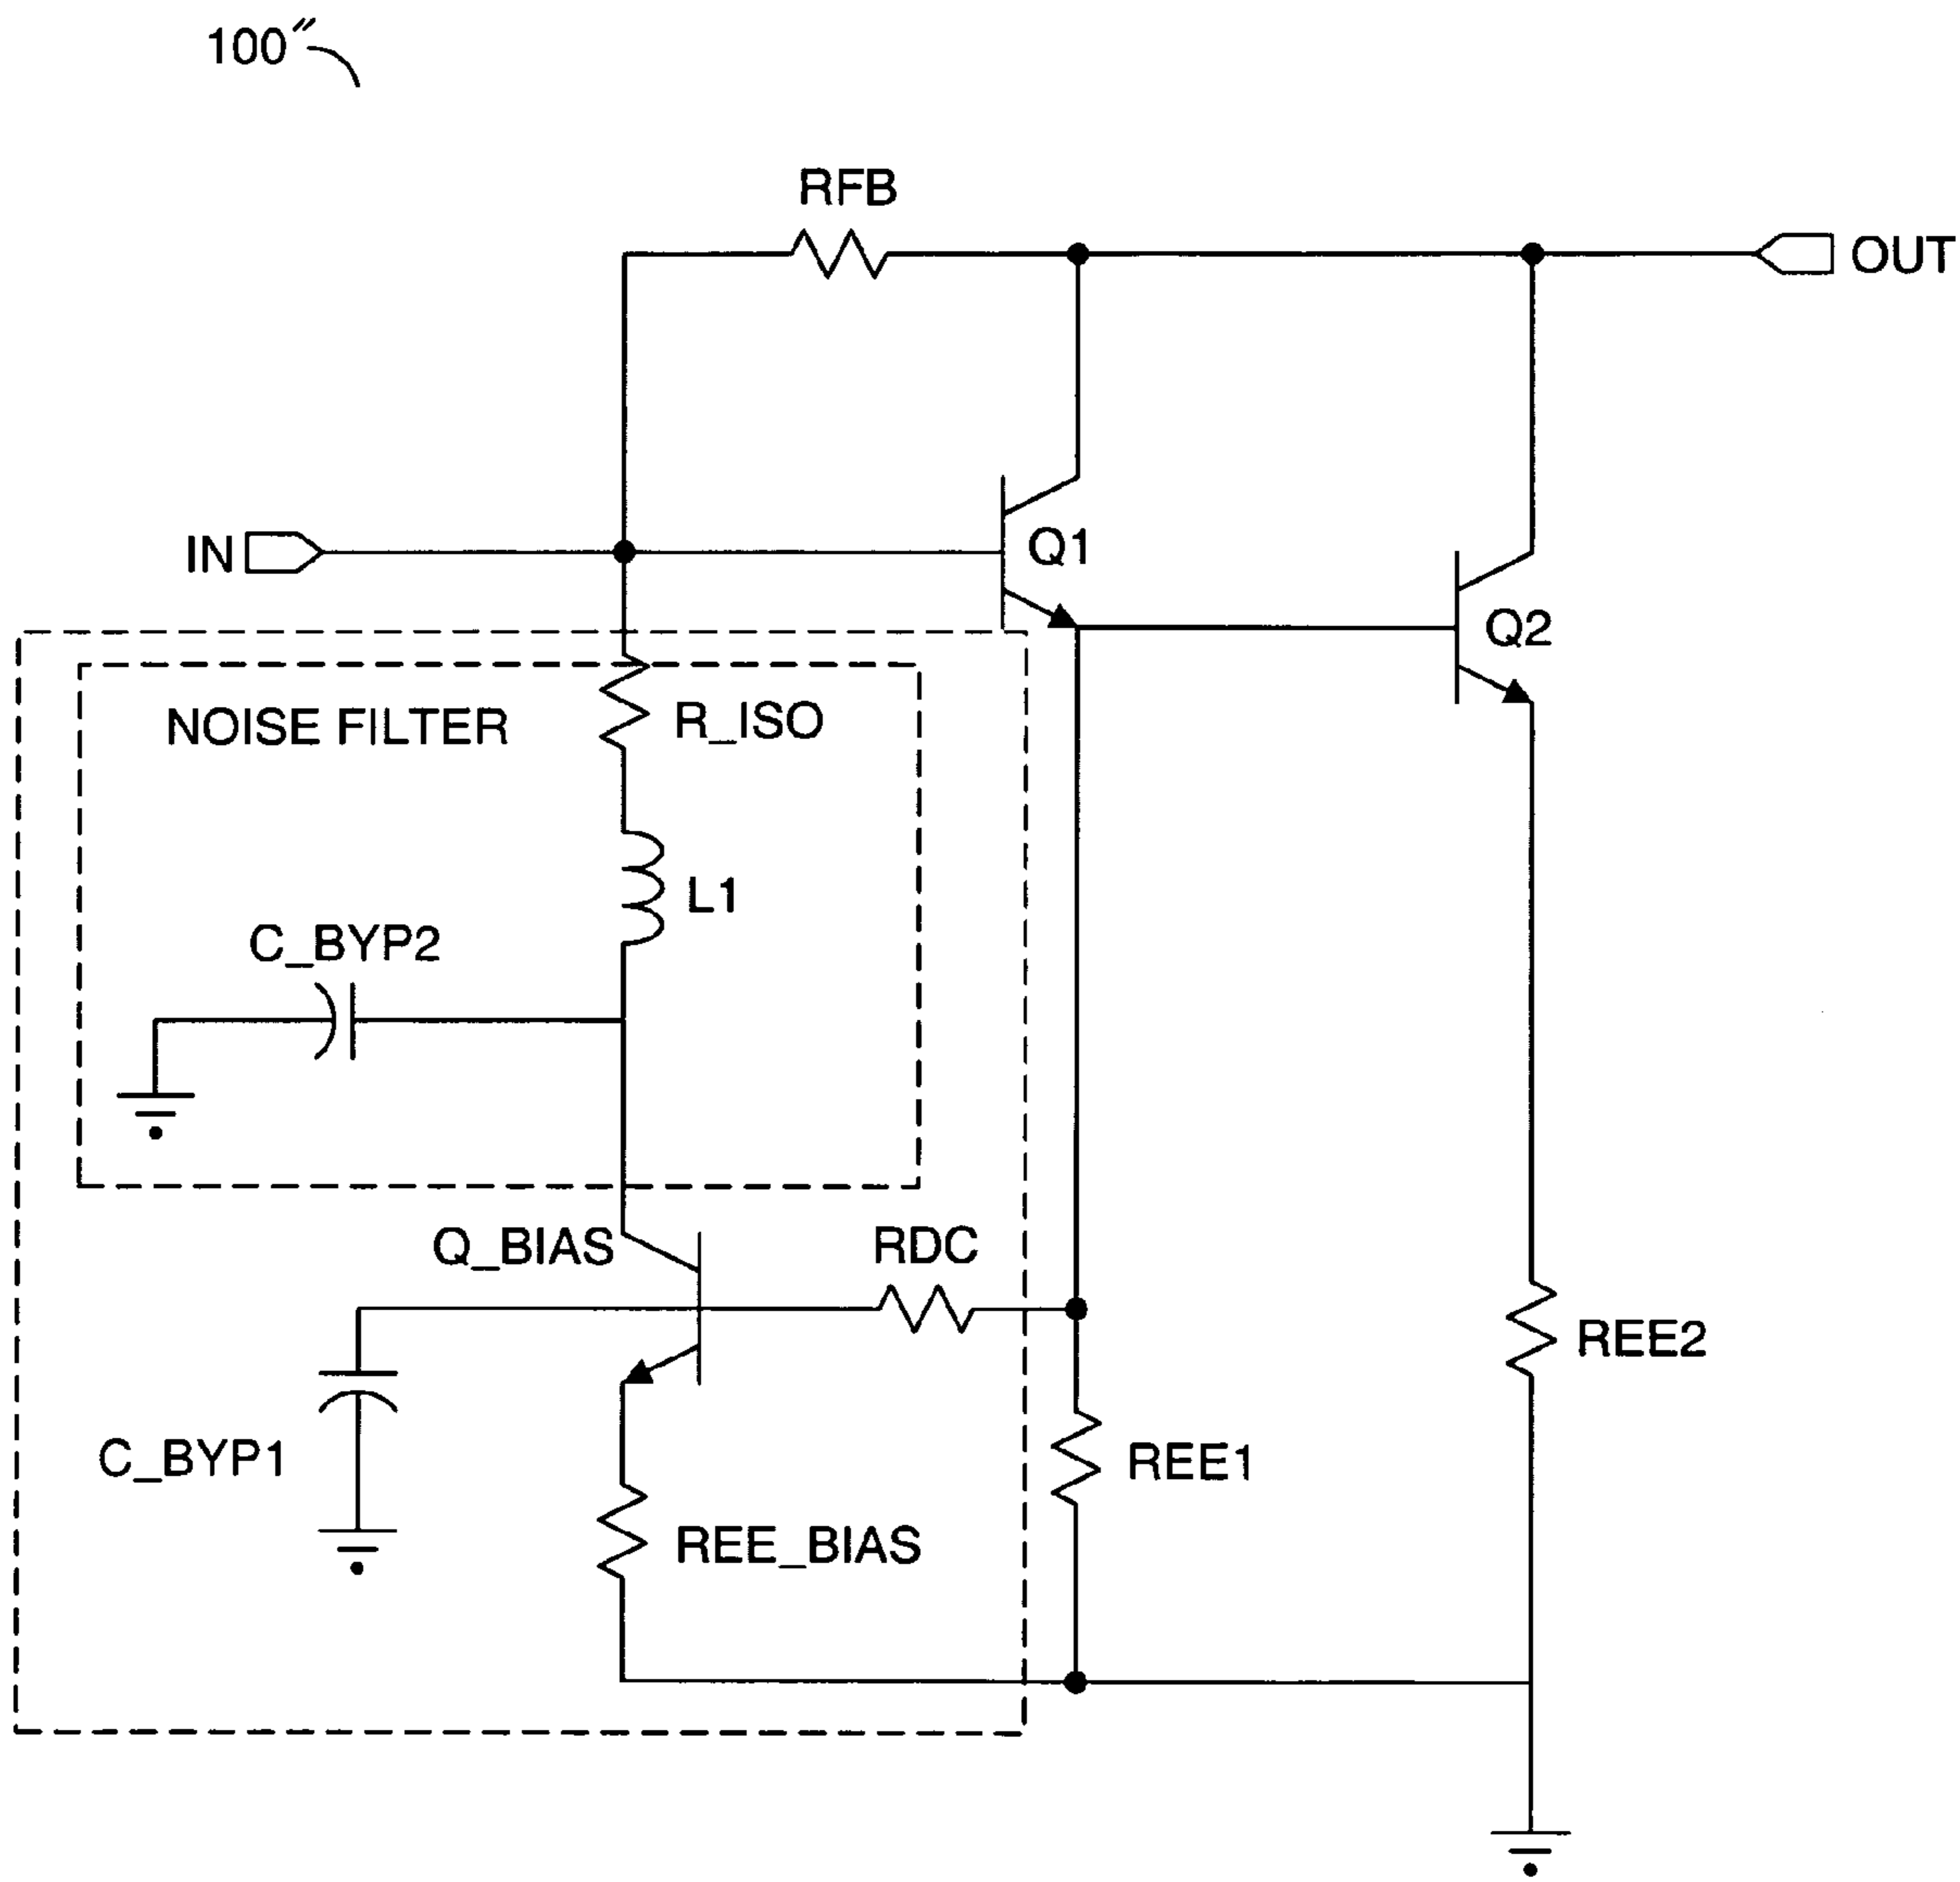 100″
RFB
OUT
IN
Q1
Q2
NOISE FILTER
R_ISO
L1
C_BYP2
Q_BIAS
RDC
REE2
C_BYP1
REE1
REE_BIAS